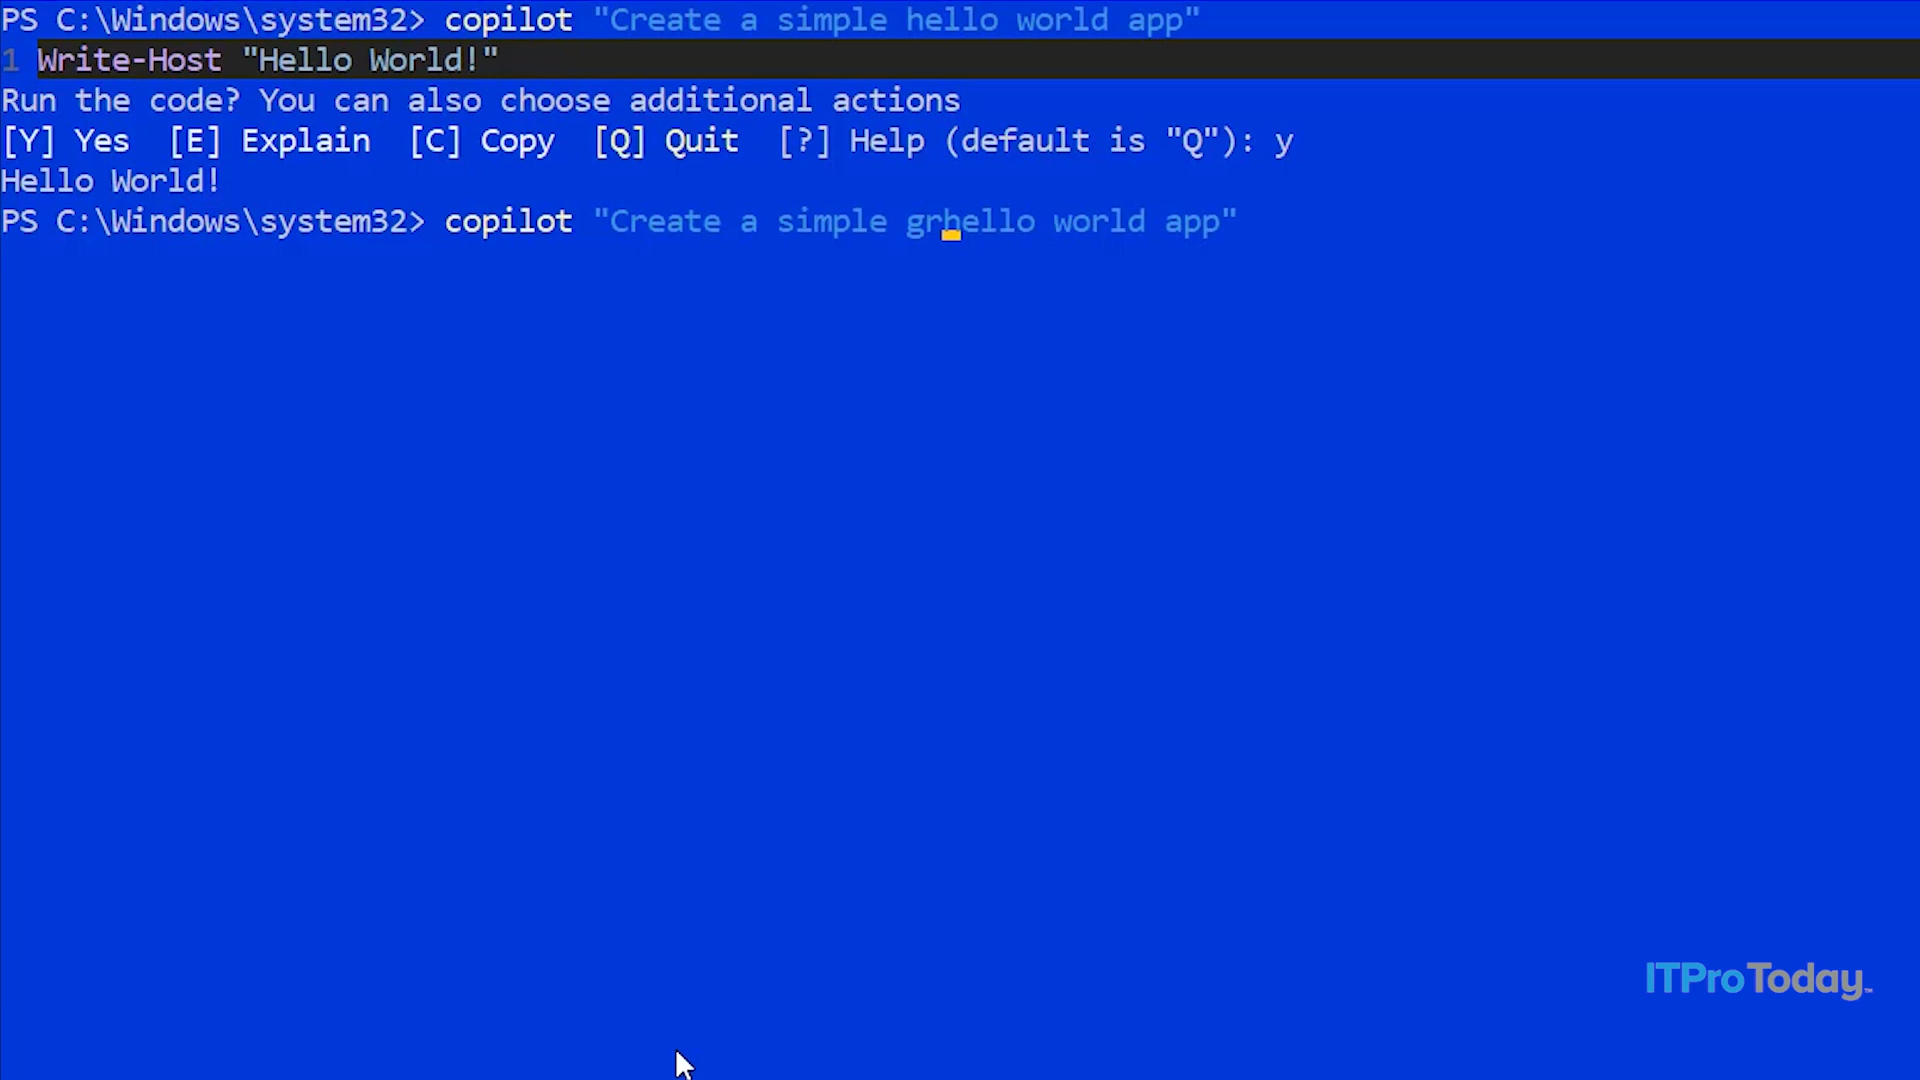 PS C:\Windows\system32> copilot "Create a simple hello world app"
1 Write-Host "Hello World!"
Run the code? You can also choose additional actions
[Y] Yes  [E] Explain  [C] Copy  [Q] Quit  [?] Help (default is "Q"): y
Hello World!
PS C:\Windows\system32> copilot "Create a simple grhello world app"
ITPro Today™